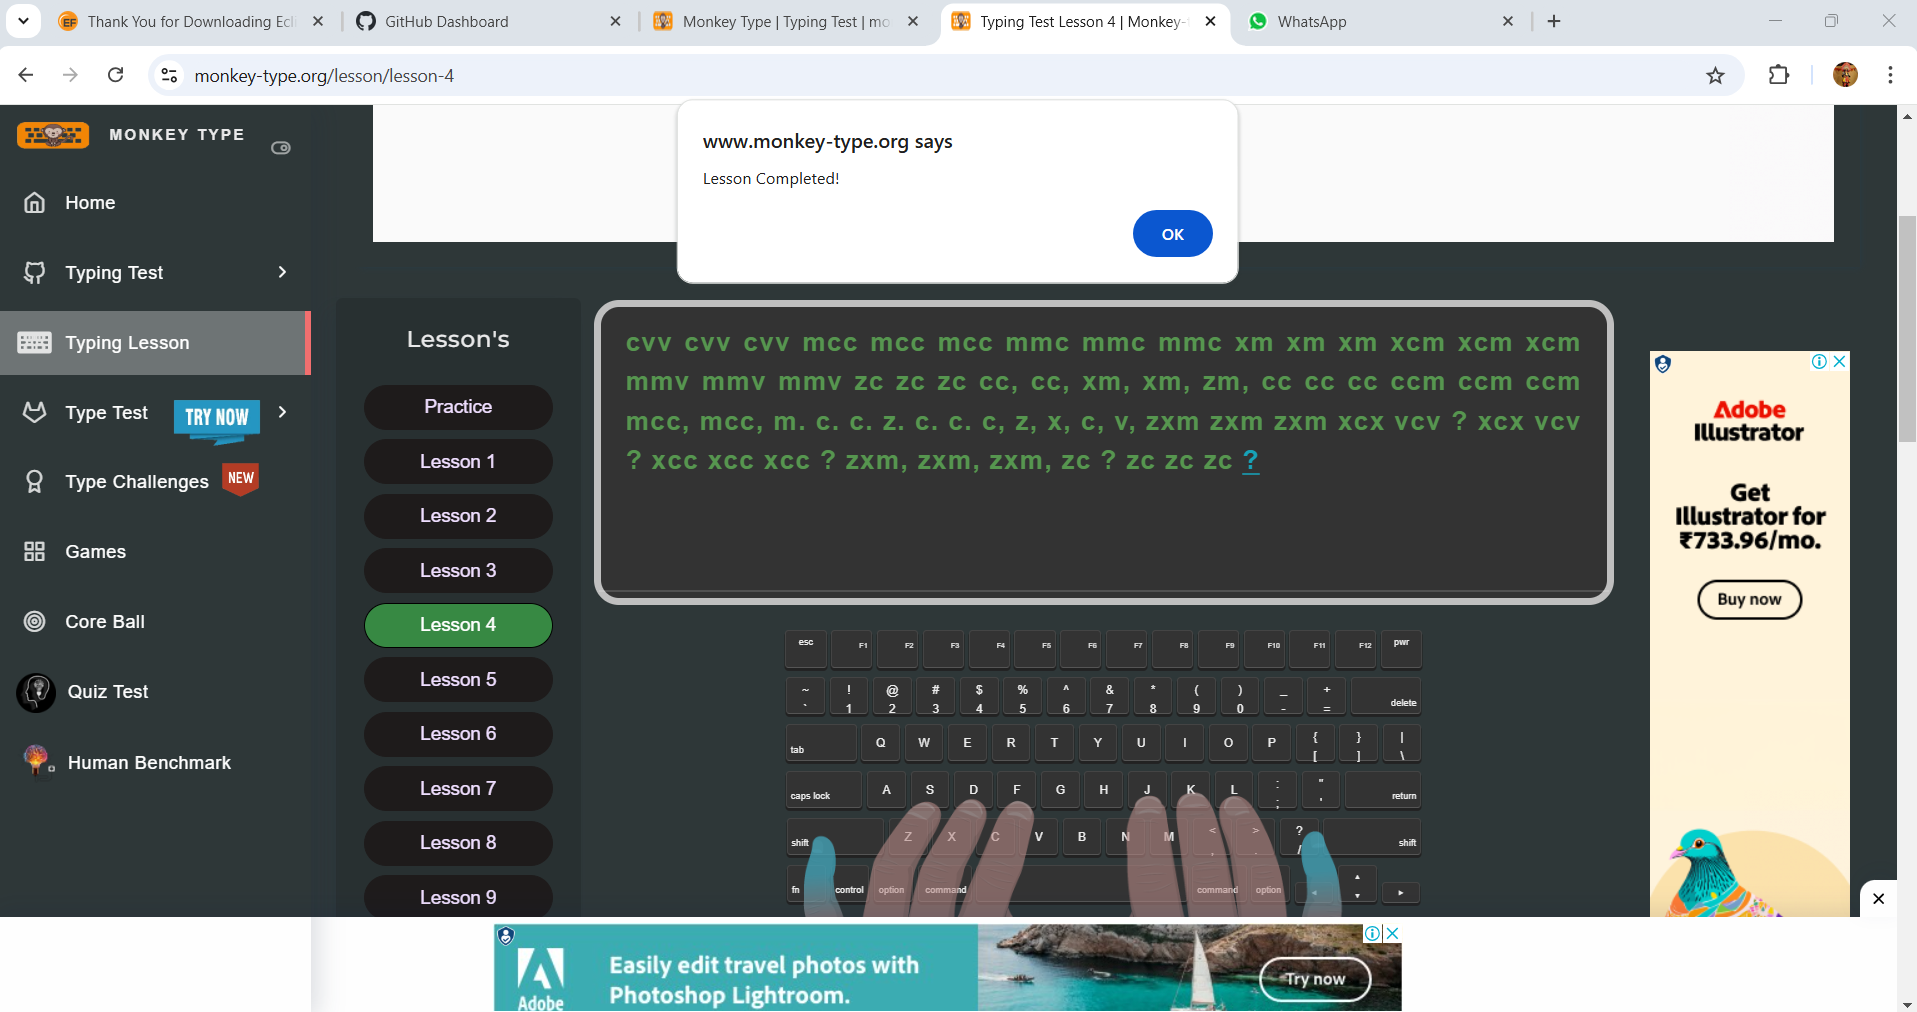 Thank You for Downloading Ecli
GitHub Dashboard
Monkey Type | Typing Test | mo
Typing Test Lesson 4 | Monkey-
WhatsApp
monkey-type.org/lesson/lesson-4
MONKEY TYPE
www.monkey-type.org says
Lesson Completed!
OK
Home
Typing Test
Typing Lesson
Type Test
TRY NOW
Type Challenges
NEW
Games
Core Ball
Quiz Test
Human Benchmark
Lesson's
Practice
Lesson 1
Lesson 2
Lesson 3
Lesson 4
Lesson 5
Lesson 6
Lesson 7
Lesson 8
Lesson 9
cvv cvv cvv mcc mcc mcc mmc mmc mmc xm xm xm xcm xcm xcm
mmv mmv mmv zc zc zc cc, cc, xm, xm, zm, cc cc cc ccm ccm ccm
mcc, mcc, m. c. c. z. c. c. c, z, x, c, v, zxm zxm zxm xcx vcv ? xcx vcv
? xcc xcc xcc ? zxm, zxm, zxm, zc ? zc zc zc ?
esc F1 F2 F3 F4 F5 F6 F7 F8 F9 F10 F11 F12 pwr
~ ! @ # $ % ^ & * ( ) _ +
` 1 2 3 4 5 6 7 8 9 0 - = delete
tab Q W E R T Y U I O P { [ } ] | \
caps lock A S D F G H J K L : ; " ' return
shift Z X C V B N M < , > . ? / shift
fn control option command command option
Adobe
Illustrator
Get
Illustrator for
₹733.96/mo.
Buy now
Adobe
Easily edit travel photos with
Photoshop Lightroom.
Try now